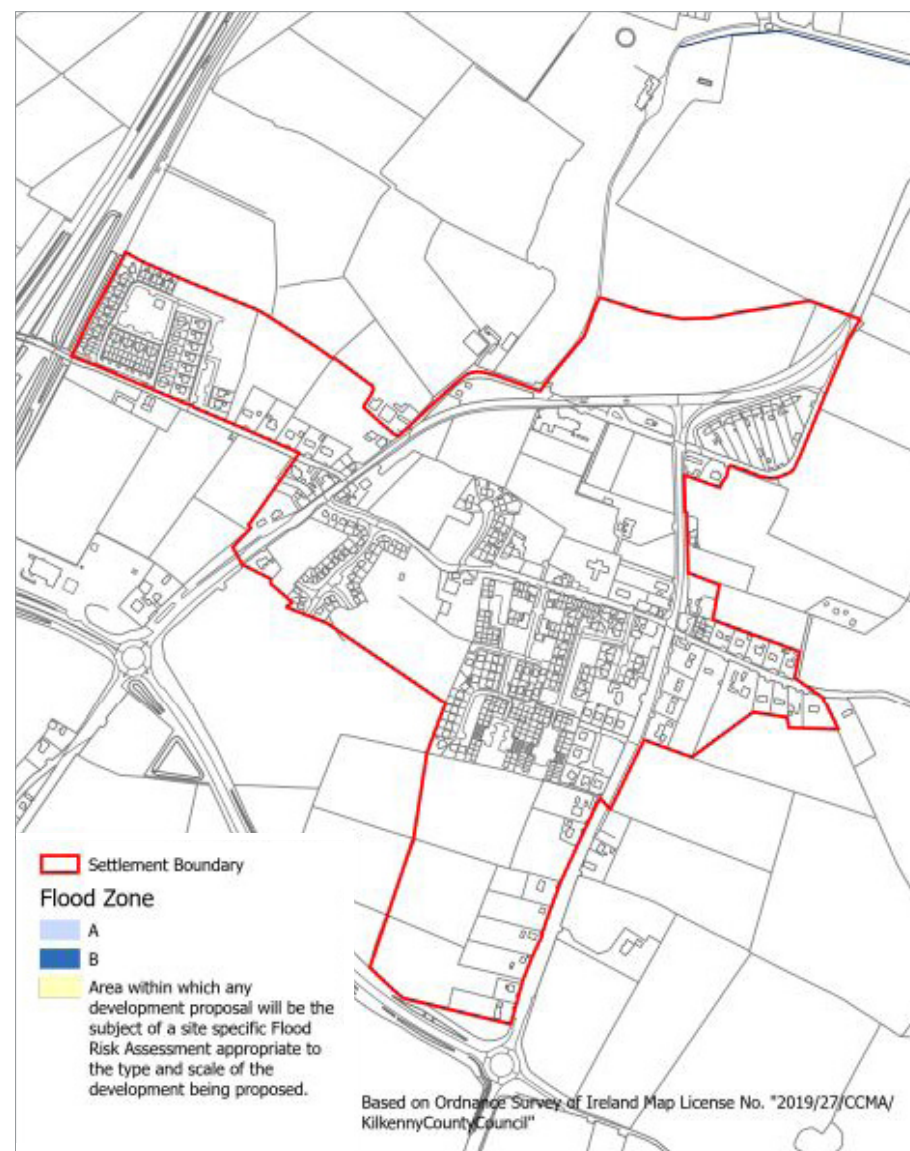 Settlement Boundary
Flood Zone
A
B
Area within which any
development proposal will be the
subject of a site specific Flood
Risk Assessment appropriate to
the type and scale of the
development being proposed.
Based on Ordnance Survey of Ireland Map License No. "2019/27/CCMA/
KilkennyCountyCouncil"